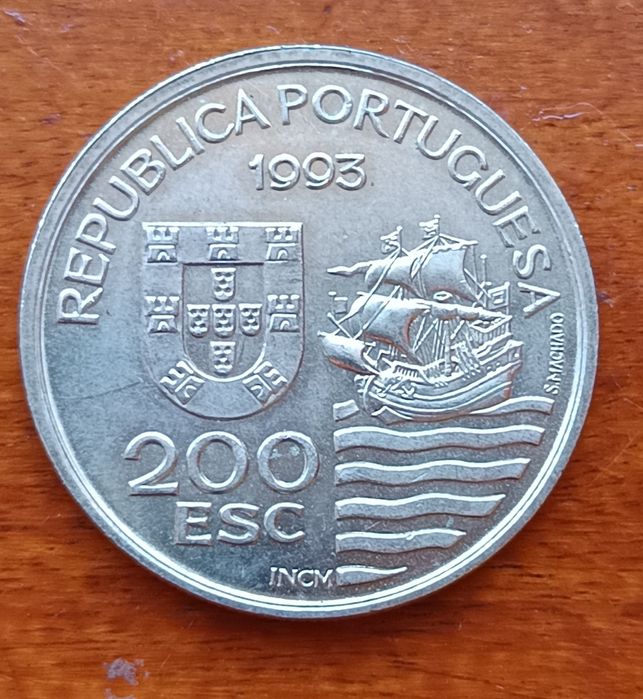 REPUBLICA PORTUGUESA
1993
S. MACHADO
200
ESC
INCM